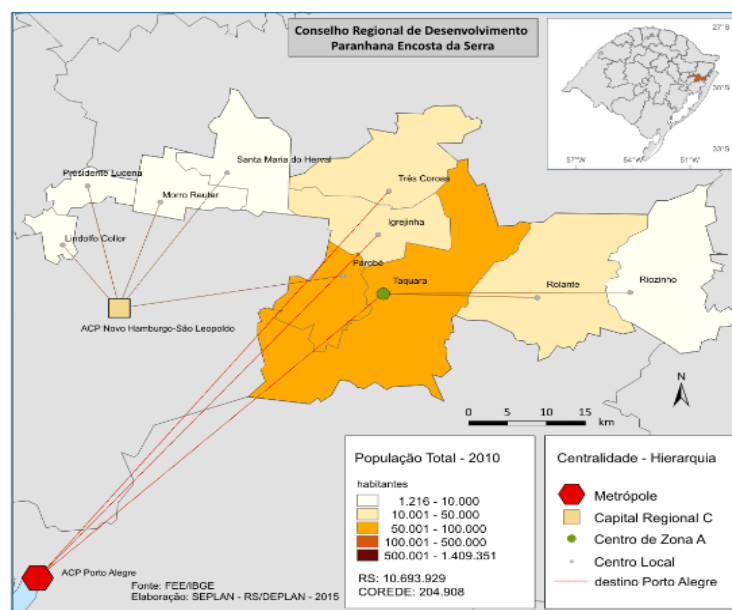 Conselho Regional de Desenvolvimento
Paranhana Encosta da Serra
27°S
30°S
33°S
57°W
54°W
51°W
Santa Maria do Herval
Presidente Lucena
Morro Reuter
Três Coroas
Lindolfo Collor
Igrejinha
Parobé
Taquara
Rolante
Riozinho
ACP Novo Hamburgo-São Leopoldo
N
0 5 10 15
km
População Total - 2010
habitantes
1.216 - 10.000
10.001 - 50.000
50.001 - 100.000
100.001 - 500.000
500.001 - 1.409.351
RS: 10.693.929
COREDE: 204.908
Centralidade - Hierarquia
Metrópole
Capital Regional C
Centro de Zona A
Centro Local
destino Porto Alegre
ACP Porto Alegre
Fonte: FEE/IBGE
Elaboração: SEPLAN - RS/DEPLAN - 2015